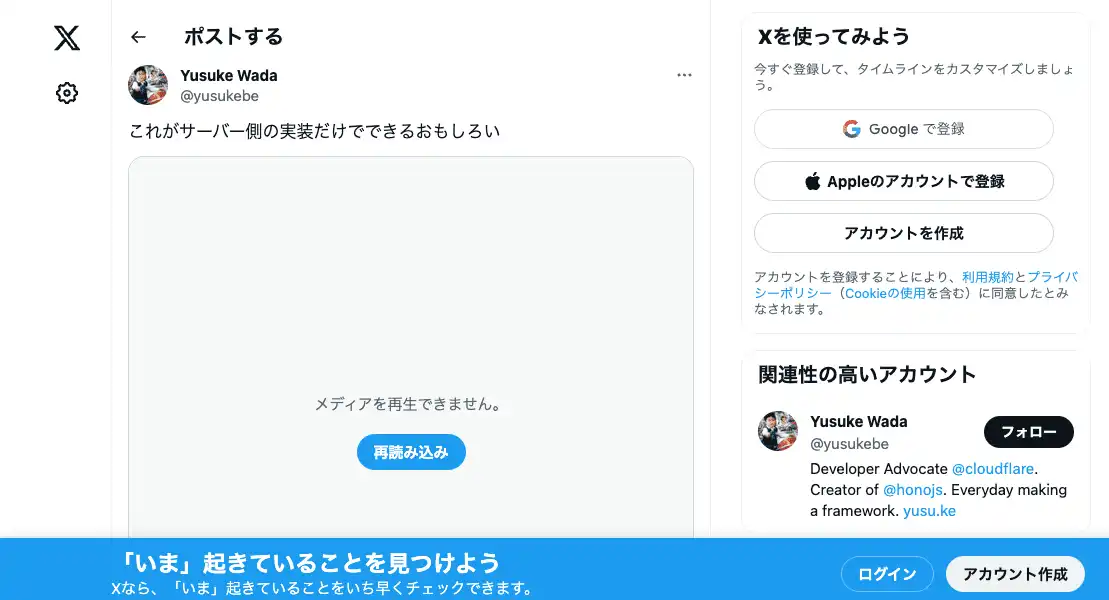 ポストする
Yusuke Wada
@yusukebe
これがサーバー側の実装だけでできるおもしろい
メディアを再生できません。
再読み込み
Xを使ってみよう
今すぐ登録して、タイムラインをカスタマイズしましょ
う。
Google で登録
Appleのアカウントで登録
アカウントを作成
アカウントを登録することにより、利用規約とプライバ
シーポリシー（Cookieの使用を含む）に同意したとみ
なされます。
関連性の高いアカウント
Yusuke Wada
@yusukebe
フォロー
Developer Advocate @cloudflare.
Creator of @honojs. Everyday making
a framework. yusu.ke
「いま」起きていることを見つけよう
Xなら、「いま」起きていることをいち早くチェックできます。
ログイン
アカウント作成